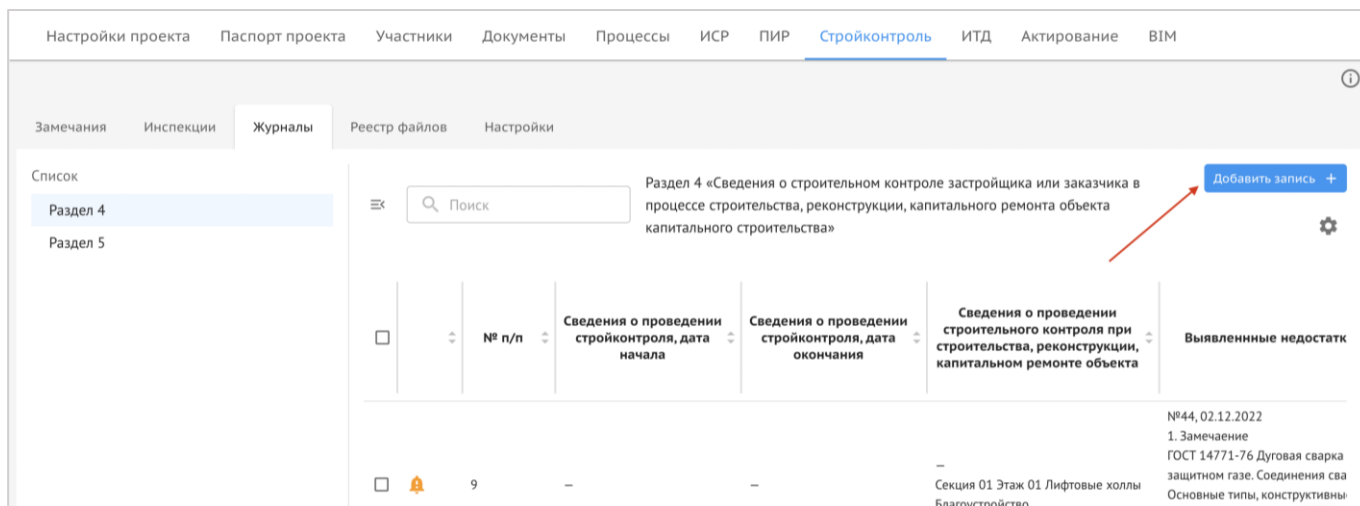 Настройки проекта Паспорт проекта Участники Документы Процессы ИСР ПИР Стройконтроль ИТД Актирование BIM
Замечания Инспекции Журналы Реестр файлов Настройки
Список
Раздел 4
Раздел 5
Поиск
Раздел 4 «Сведения о строительном контроле застройщика или заказчика в
процессе строительства, реконструкции, капитального ремонта объекта
капитального строительства»
Добавить запись +
№ п/п
Сведения о проведении
стройконтроля, дата
начала
Сведения о проведении
стройконтроля, дата
окончания
Сведения о проведении
строительного контроля при
строительства, реконструкции,
капитальном ремонте объекта
Выявленнные недостатк
9
–
–
–
Секция 01 Этаж 01 Лифтовые холлы
Благоустройство
№44, 02.12.2022
1. Замечаение
ГОСТ 14771-76 Дуговая сварка
защитном газе. Соединения сва
Основные типы, конструктивны